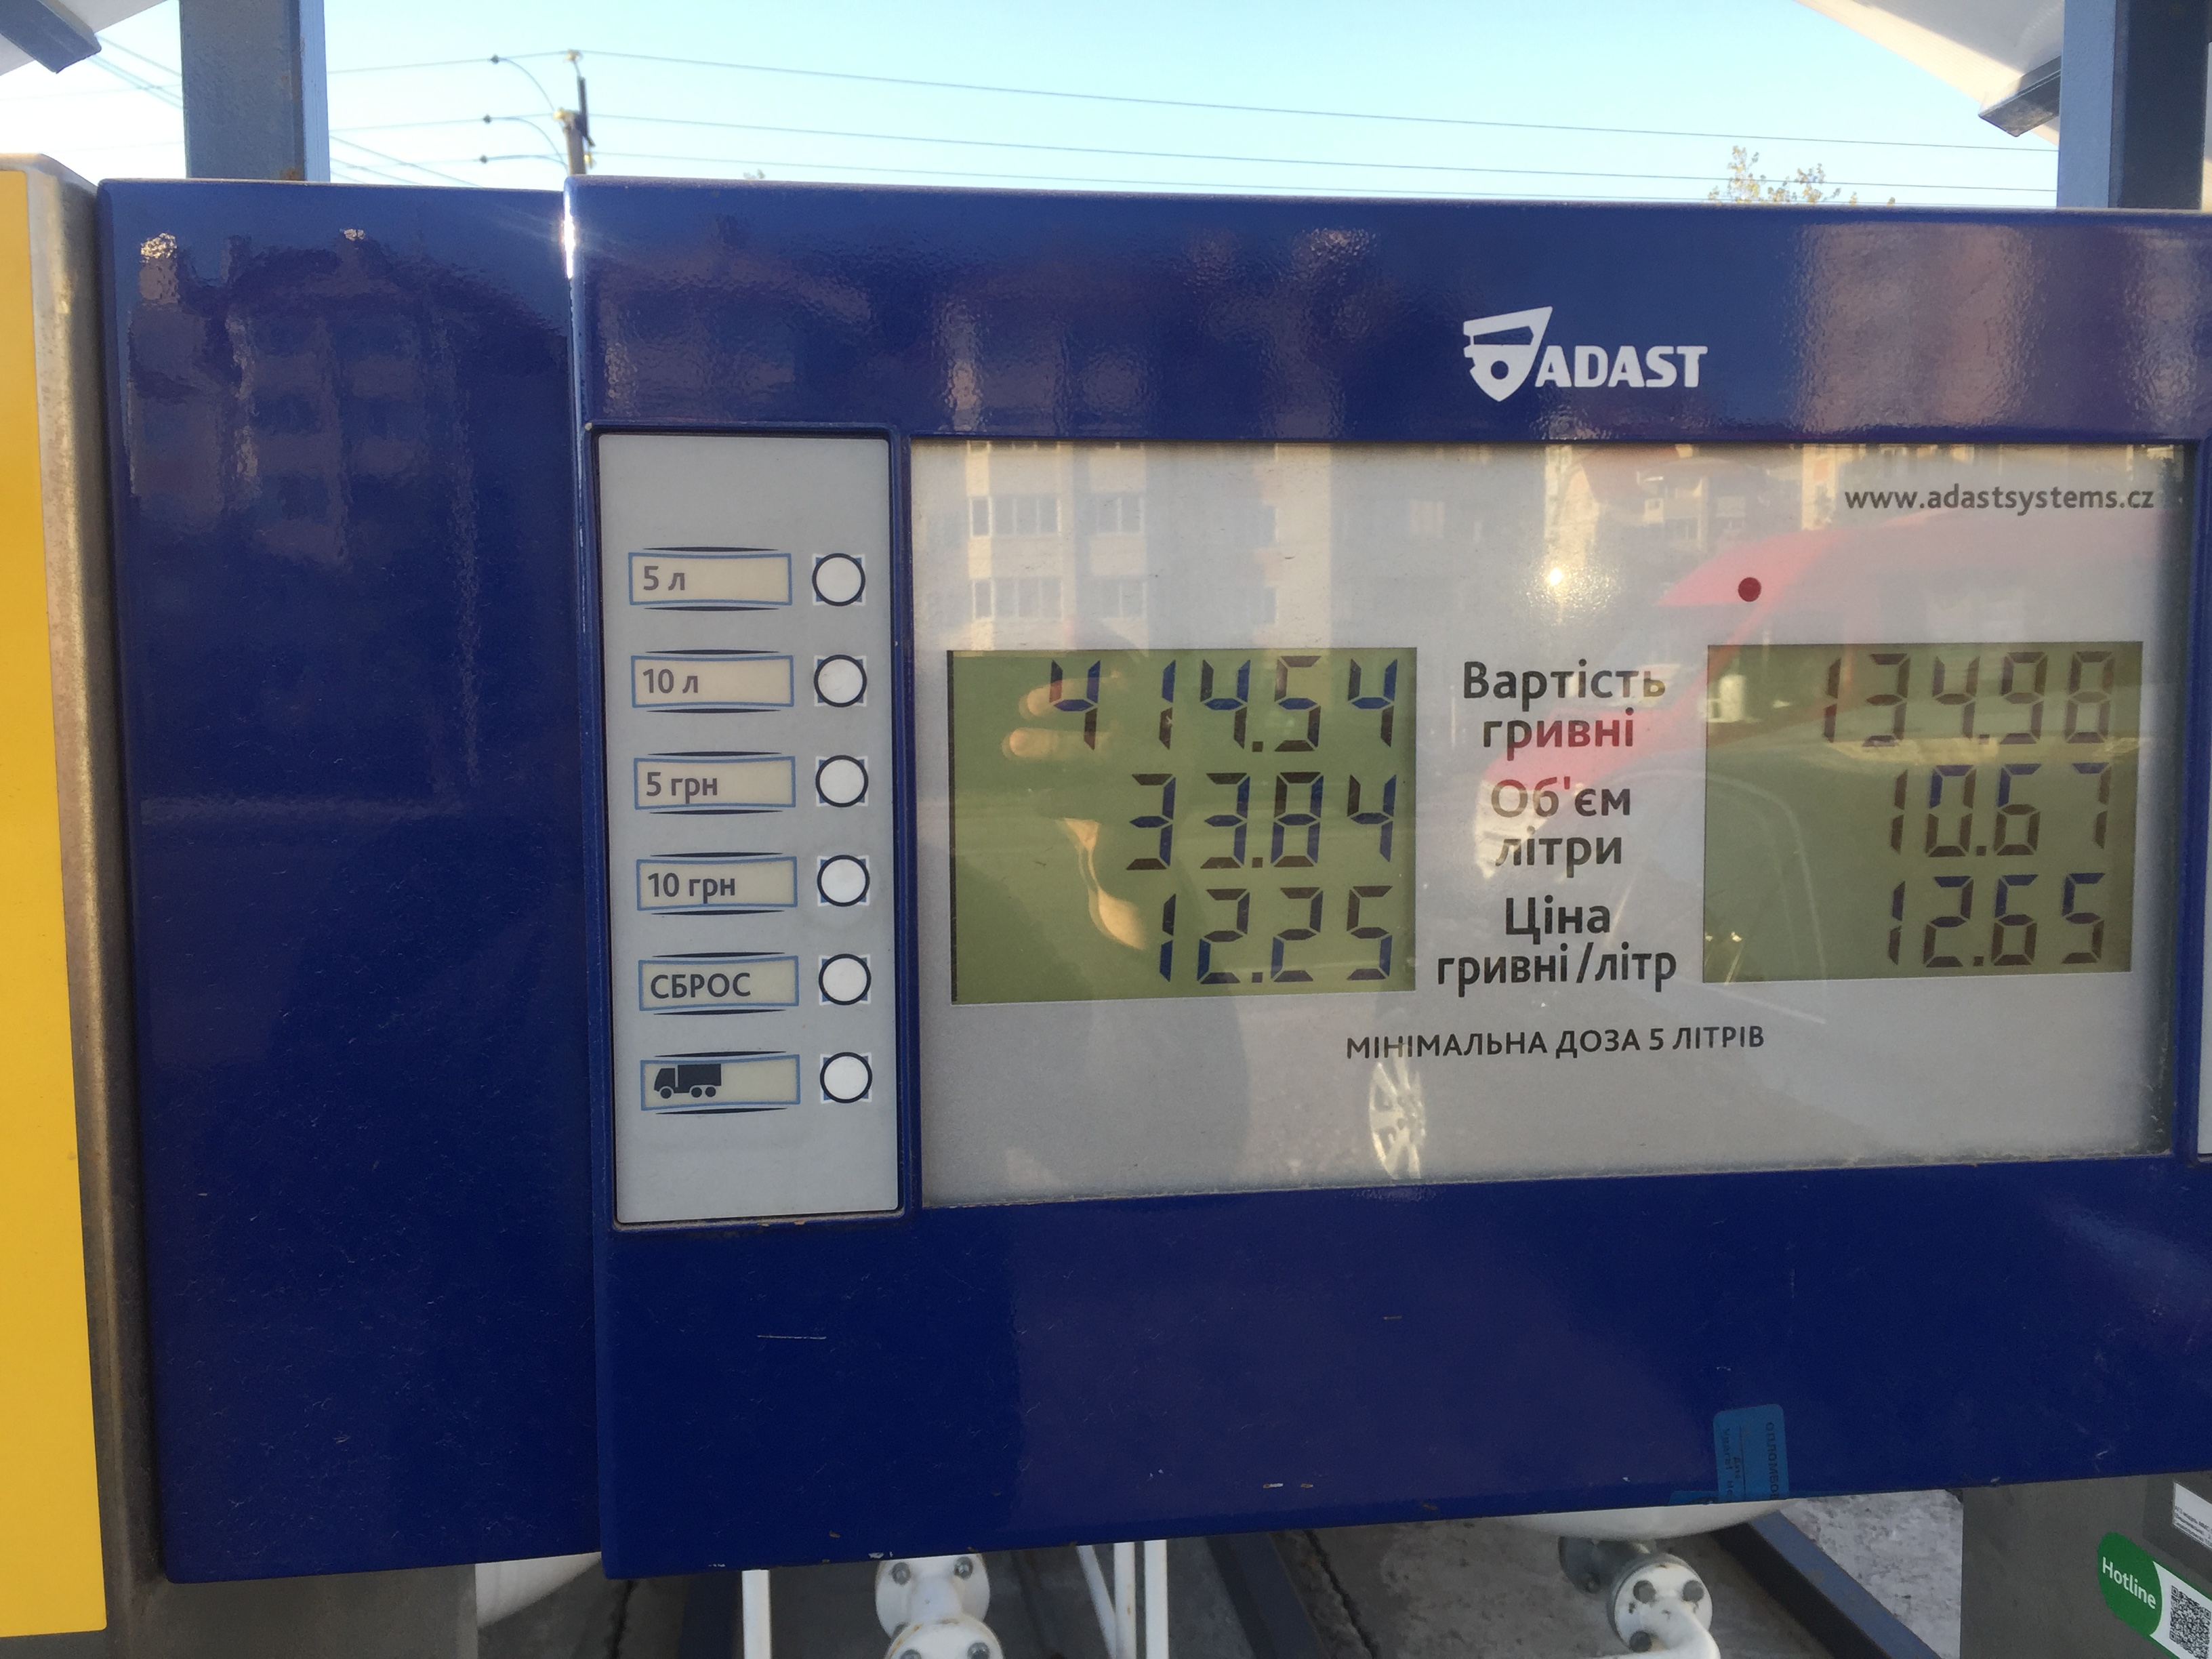 ADAST
www.adastsystems.cz
5 л
10 л
5 грн
10 грн
СБРОС
414.54 Вартість гривні 134.98
33.84 Об'єм літри 10.67
12.25 Ціна гривні/літр 12.65
МІНІМАЛЬНА ДОЗА 5 ЛІТРІВ
Hotline